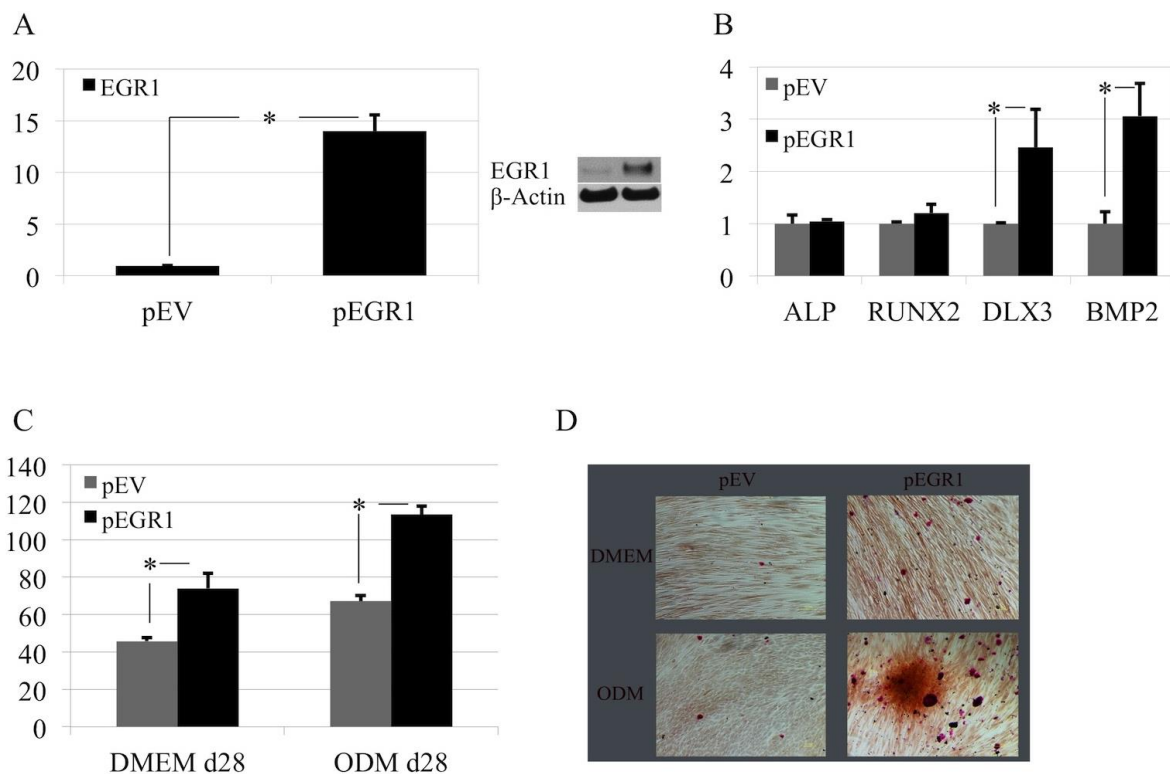 A
20
15
10
5
0
EGR1
*
pEV
pEGR1
EGR1
β-Actin
B
4
3
2
1
0
pEV
pEGR1
*
*
ALP
RUNX2
DLX3
BMP2
C
140
120
100
80
60
40
20
0
pEV
pEGR1
*
*
DMEM d28
ODM d28
D
pEV
pEGR1
DMEM
ODM